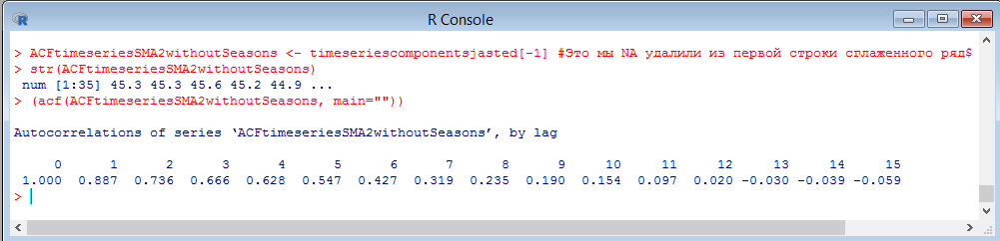 R Console
> ACFtimeseriesSMA2withoutSeasons <- timeseriescomponentsjasted[-1] #Это мы NA удалили из первой строки сглаженного ряд$
> str(ACFtimeseriesSMA2withoutSeasons)
 num [1:35] 45.3 45.3 45.6 45.2 44.9 ...
> (acf(ACFtimeseriesSMA2withoutSeasons, main=""))
Autocorrelations of series ‘ACFtimeseriesSMA2withoutSeasons’, by lag
0 1 2 3 4 5 6 7 8 9 10 11 12 13 14 15
1.000 0.887 0.736 0.666 0.628 0.547 0.427 0.319 0.235 0.190 0.154 0.097 0.020 -0.030 -0.039 -0.059
>